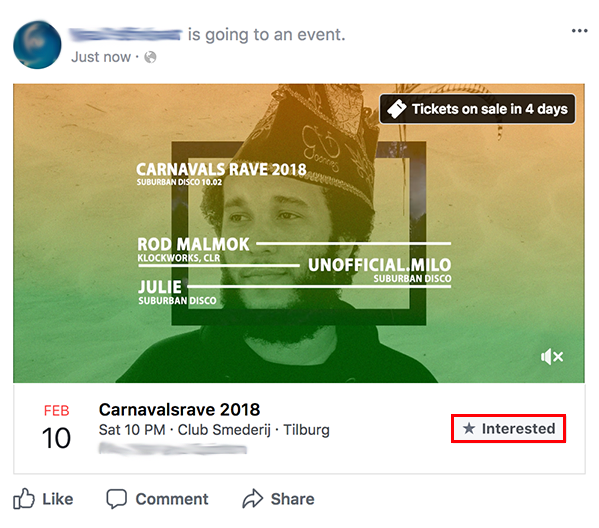 is going to an event.
Just now ·
Tickets on sale in 4 days
CARNAVALS RAVE 2018
SUBURBAN DISCO 10.02
ROD MALMOK
KLOCKWORKS, CLR
UNOFFICIAL.MILO
SUBURBAN DISCO
JULIE
SUBURBAN DISCO
FEB
10
Carnavalsrave 2018
Sat 10 PM · Club Smederij · Tilburg
★ Interested
Like
Comment
Share